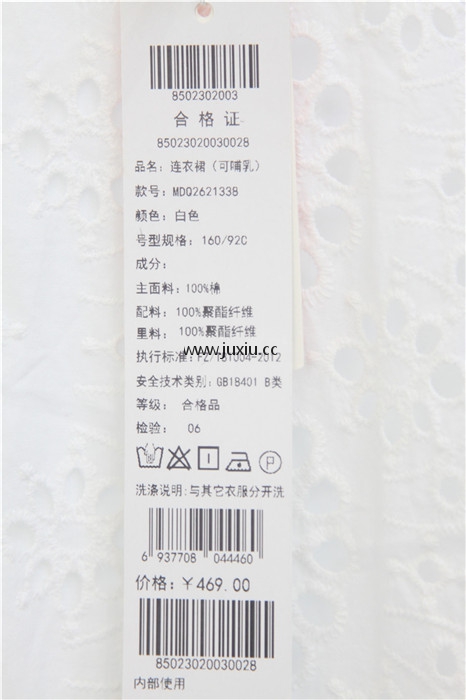 8502302003
合格证
85023020030028
品名：连衣裙（可哺乳）
款号：MDQ2621338
颜色：白色
号型规格：160/92C
成分：
主面料：100%棉
配料：100%聚酯纤维
里料：100%聚酯纤维
www.juxiu.cc
执行标准：FZ/T81004-2012
安全技术类别：GB18401 B类
等级：合格品
检验：06
P
洗涤说明:与其它衣服分开洗
6 937708 044460
价格：￥469.00
85023020030028
内部使用